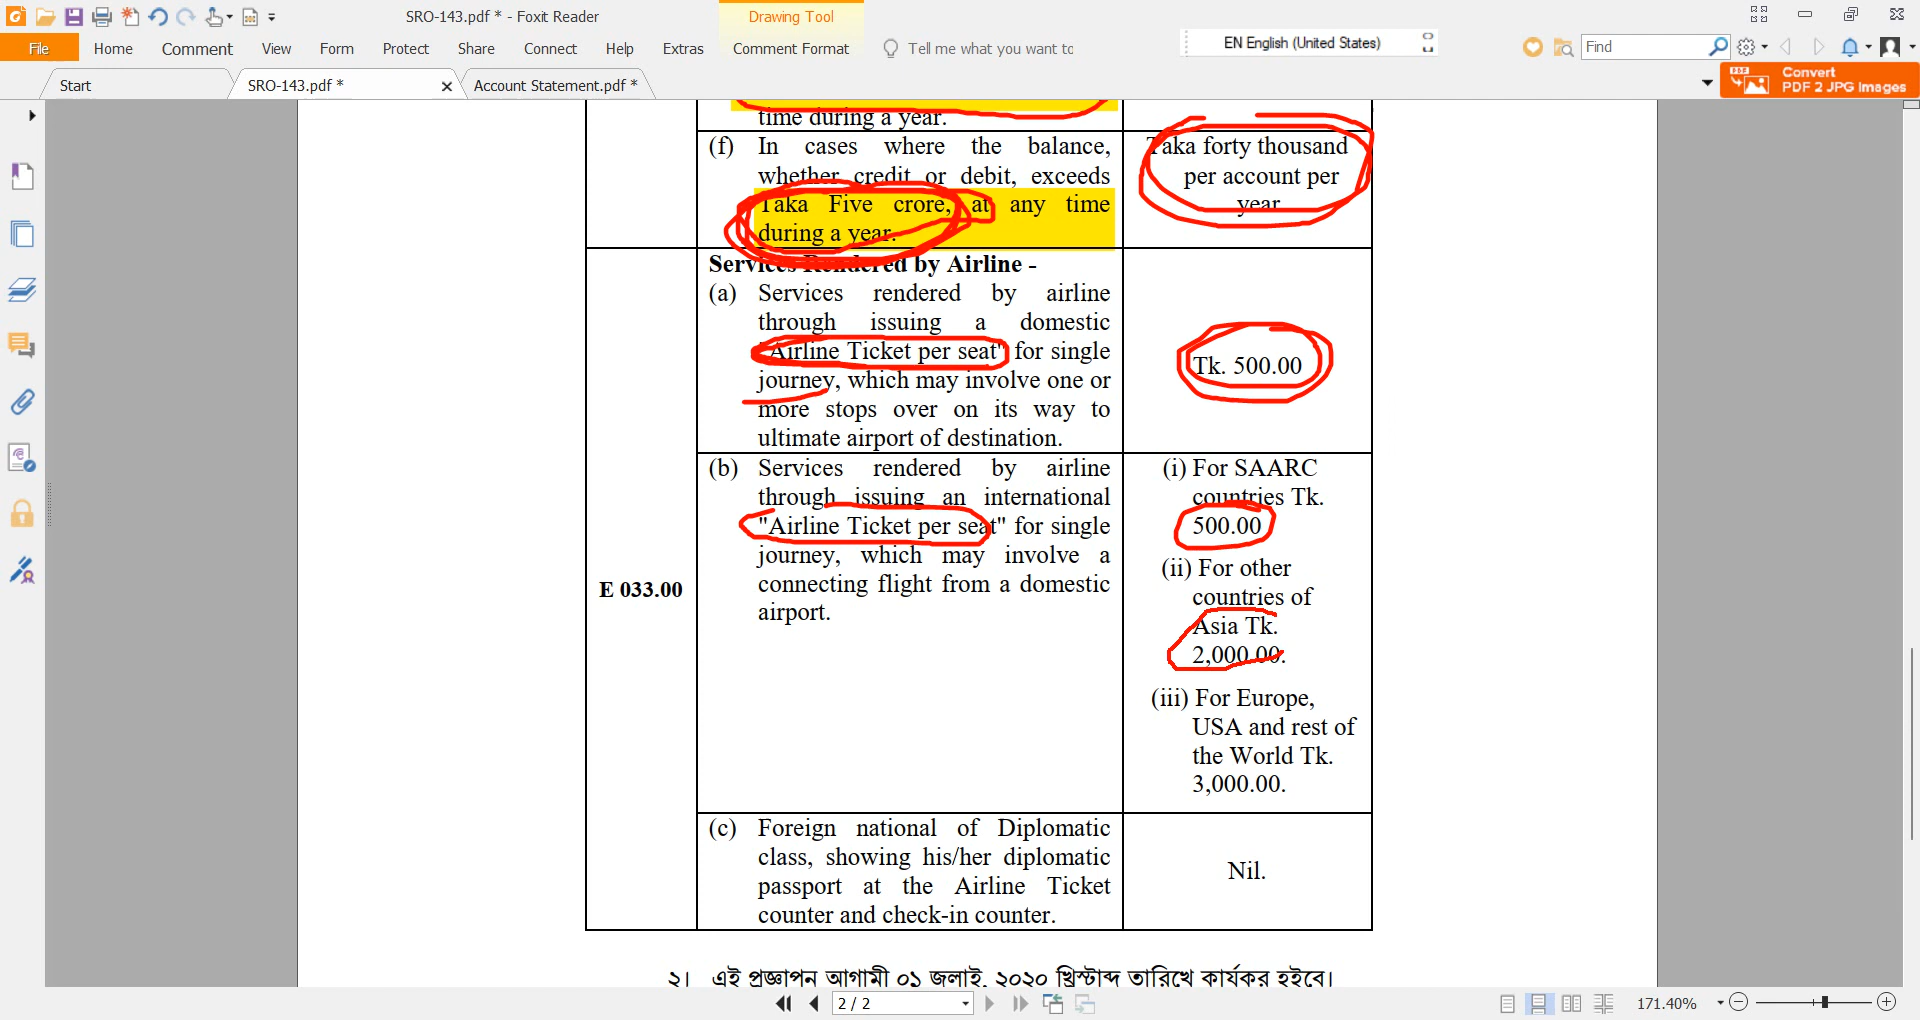 SRO-143.pdf * - Foxit Reader
Drawing Tool
File Home Comment View Form Protect Share Connect Help Extras Comment Format Tell me what you want to
EN English (United States)
Find
Start SRO-143.pdf * Account Statement.pdf *
Convert
PDF 2 JPG Images
time during a year.
(f) In cases where the balance,
whether credit or debit, exceeds
Taka Five crore, at any time
during a year.
Taka forty thousand
per account per
year
E 033.00
Services Rendered by Airline -
(a) Services rendered by airline
through issuing a domestic
"Airline Ticket per seat" for single
journey, which may involve one or
more stops over on its way to
ultimate airport of destination.
Tk. 500.00
(b) Services rendered by airline
through issuing an international
"Airline Ticket per seat" for single
journey, which may involve a
connecting flight from a domestic
airport.
(i) For SAARC
countries Tk.
500.00
(ii) For other
countries of
Asia Tk.
2,000.00.
(iii) For Europe,
USA and rest of
the World Tk.
3,000.00.
(c) Foreign national of Diplomatic
class, showing his/her diplomatic
passport at the Airline Ticket
counter and check-in counter.
Nil.
২। এই প্রজ্ঞাপন আগামী ০১ জুলাই, ২০২০ খ্রিস্টাব্দ তারিখে কার্যকর হইবে।
2 / 2
171.40%